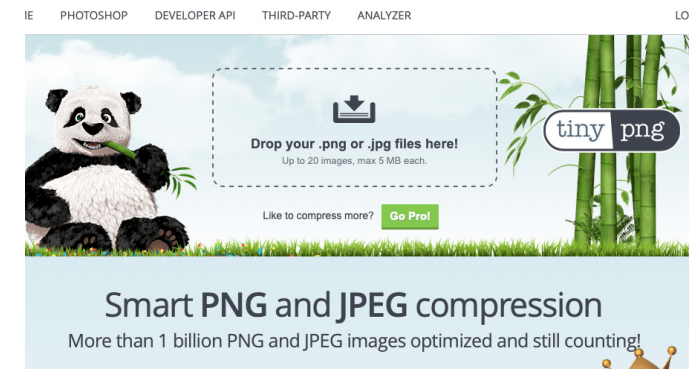 ME PHOTOSHOP DEVELOPER API THIRD-PARTY ANALYZER LO
Drop your .png or .jpg files here!
Up to 20 images, max 5 MB each.
tiny png
Like to compress more? Go Pro!
Smart PNG and JPEG compression
More than 1 billion PNG and JPEG images optimized and still counting!